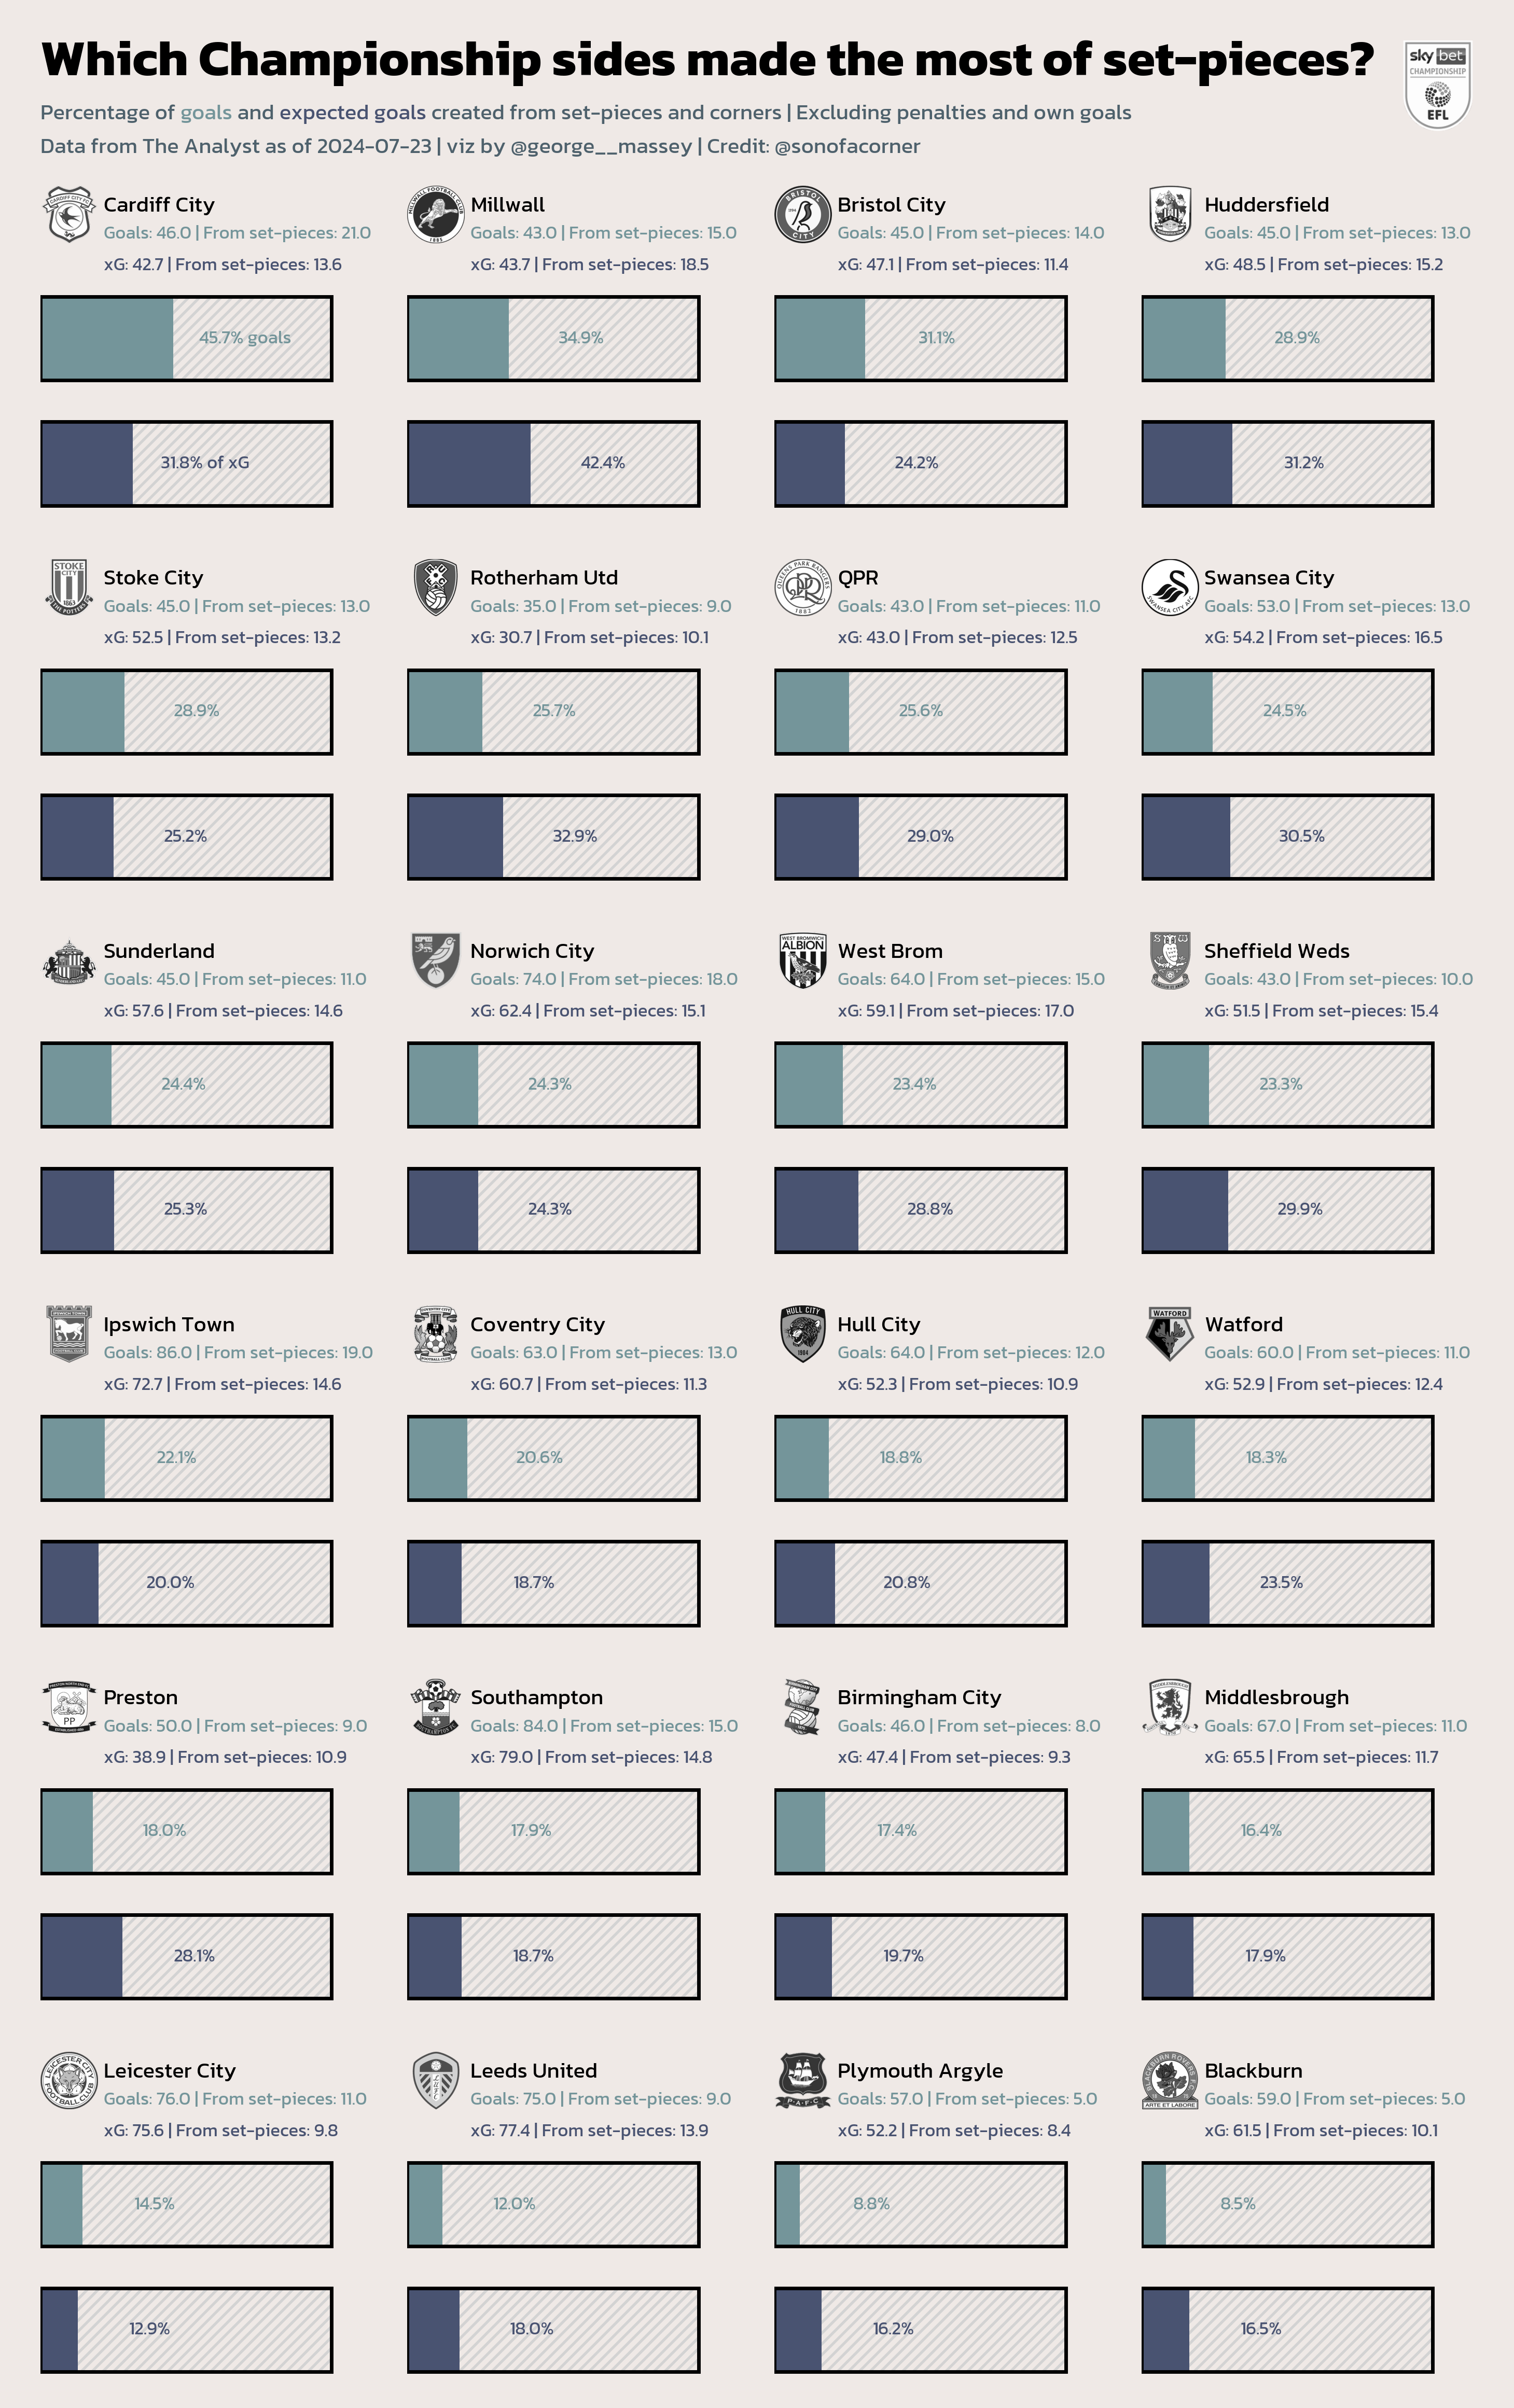 Which Championship sides made the most of set-pieces?
sky bet
CHAMPIONSHIP
EFL
Percentage of goals and expected goals created from set-pieces and corners | Excluding penalties and own goals
Data from The Analyst as of 2024-07-23 | viz by @george__massey | Credit: @sonofacorner
Cardiff City
Goals: 46.0 | From set-pieces: 21.0
xG: 42.7 | From set-pieces: 13.6
45.7% goals
31.8% of xG
Millwall
Goals: 43.0 | From set-pieces: 15.0
xG: 43.7 | From set-pieces: 18.5
34.9%
42.4%
Bristol City
Goals: 45.0 | From set-pieces: 14.0
xG: 47.1 | From set-pieces: 11.4
31.1%
24.2%
Huddersfield
Goals: 45.0 | From set-pieces: 13.0
xG: 48.5 | From set-pieces: 15.2
28.9%
31.2%
Stoke City
Goals: 45.0 | From set-pieces: 13.0
xG: 52.5 | From set-pieces: 13.2
28.9%
25.2%
Rotherham Utd
Goals: 35.0 | From set-pieces: 9.0
xG: 30.7 | From set-pieces: 10.1
25.7%
32.9%
QPR
Goals: 43.0 | From set-pieces: 11.0
xG: 43.0 | From set-pieces: 12.5
25.6%
29.0%
Swansea City
Goals: 53.0 | From set-pieces: 13.0
xG: 54.2 | From set-pieces: 16.5
24.5%
30.5%
Sunderland
Goals: 45.0 | From set-pieces: 11.0
xG: 57.6 | From set-pieces: 14.6
24.4%
25.3%
Norwich City
Goals: 74.0 | From set-pieces: 18.0
xG: 62.4 | From set-pieces: 15.1
24.3%
24.3%
West Brom
Goals: 64.0 | From set-pieces: 15.0
xG: 59.1 | From set-pieces: 17.0
23.4%
28.8%
Sheffield Weds
Goals: 43.0 | From set-pieces: 10.0
xG: 51.5 | From set-pieces: 15.4
23.3%
29.9%
Ipswich Town
Goals: 86.0 | From set-pieces: 19.0
xG: 72.7 | From set-pieces: 14.6
22.1%
20.0%
Coventry City
Goals: 63.0 | From set-pieces: 13.0
xG: 60.7 | From set-pieces: 11.3
20.6%
18.7%
Hull City
Goals: 64.0 | From set-pieces: 12.0
xG: 52.3 | From set-pieces: 10.9
18.8%
20.8%
Watford
Goals: 60.0 | From set-pieces: 11.0
xG: 52.9 | From set-pieces: 12.4
18.3%
23.5%
Preston
Goals: 50.0 | From set-pieces: 9.0
xG: 38.9 | From set-pieces: 10.9
18.0%
28.1%
Southampton
Goals: 84.0 | From set-pieces: 15.0
xG: 79.0 | From set-pieces: 14.8
17.9%
18.7%
Birmingham City
Goals: 46.0 | From set-pieces: 8.0
xG: 47.4 | From set-pieces: 9.3
17.4%
19.7%
Middlesbrough
Goals: 67.0 | From set-pieces: 11.0
xG: 65.5 | From set-pieces: 11.7
16.4%
17.9%
Leicester City
Goals: 76.0 | From set-pieces: 11.0
xG: 75.6 | From set-pieces: 9.8
14.5%
12.9%
Leeds United
Goals: 75.0 | From set-pieces: 9.0
xG: 77.4 | From set-pieces: 13.9
12.0%
18.0%
Plymouth Argyle
Goals: 57.0 | From set-pieces: 5.0
xG: 52.2 | From set-pieces: 8.4
8.8%
16.2%
Blackburn
Goals: 59.0 | From set-pieces: 5.0
xG: 61.5 | From set-pieces: 10.1
8.5%
16.5%